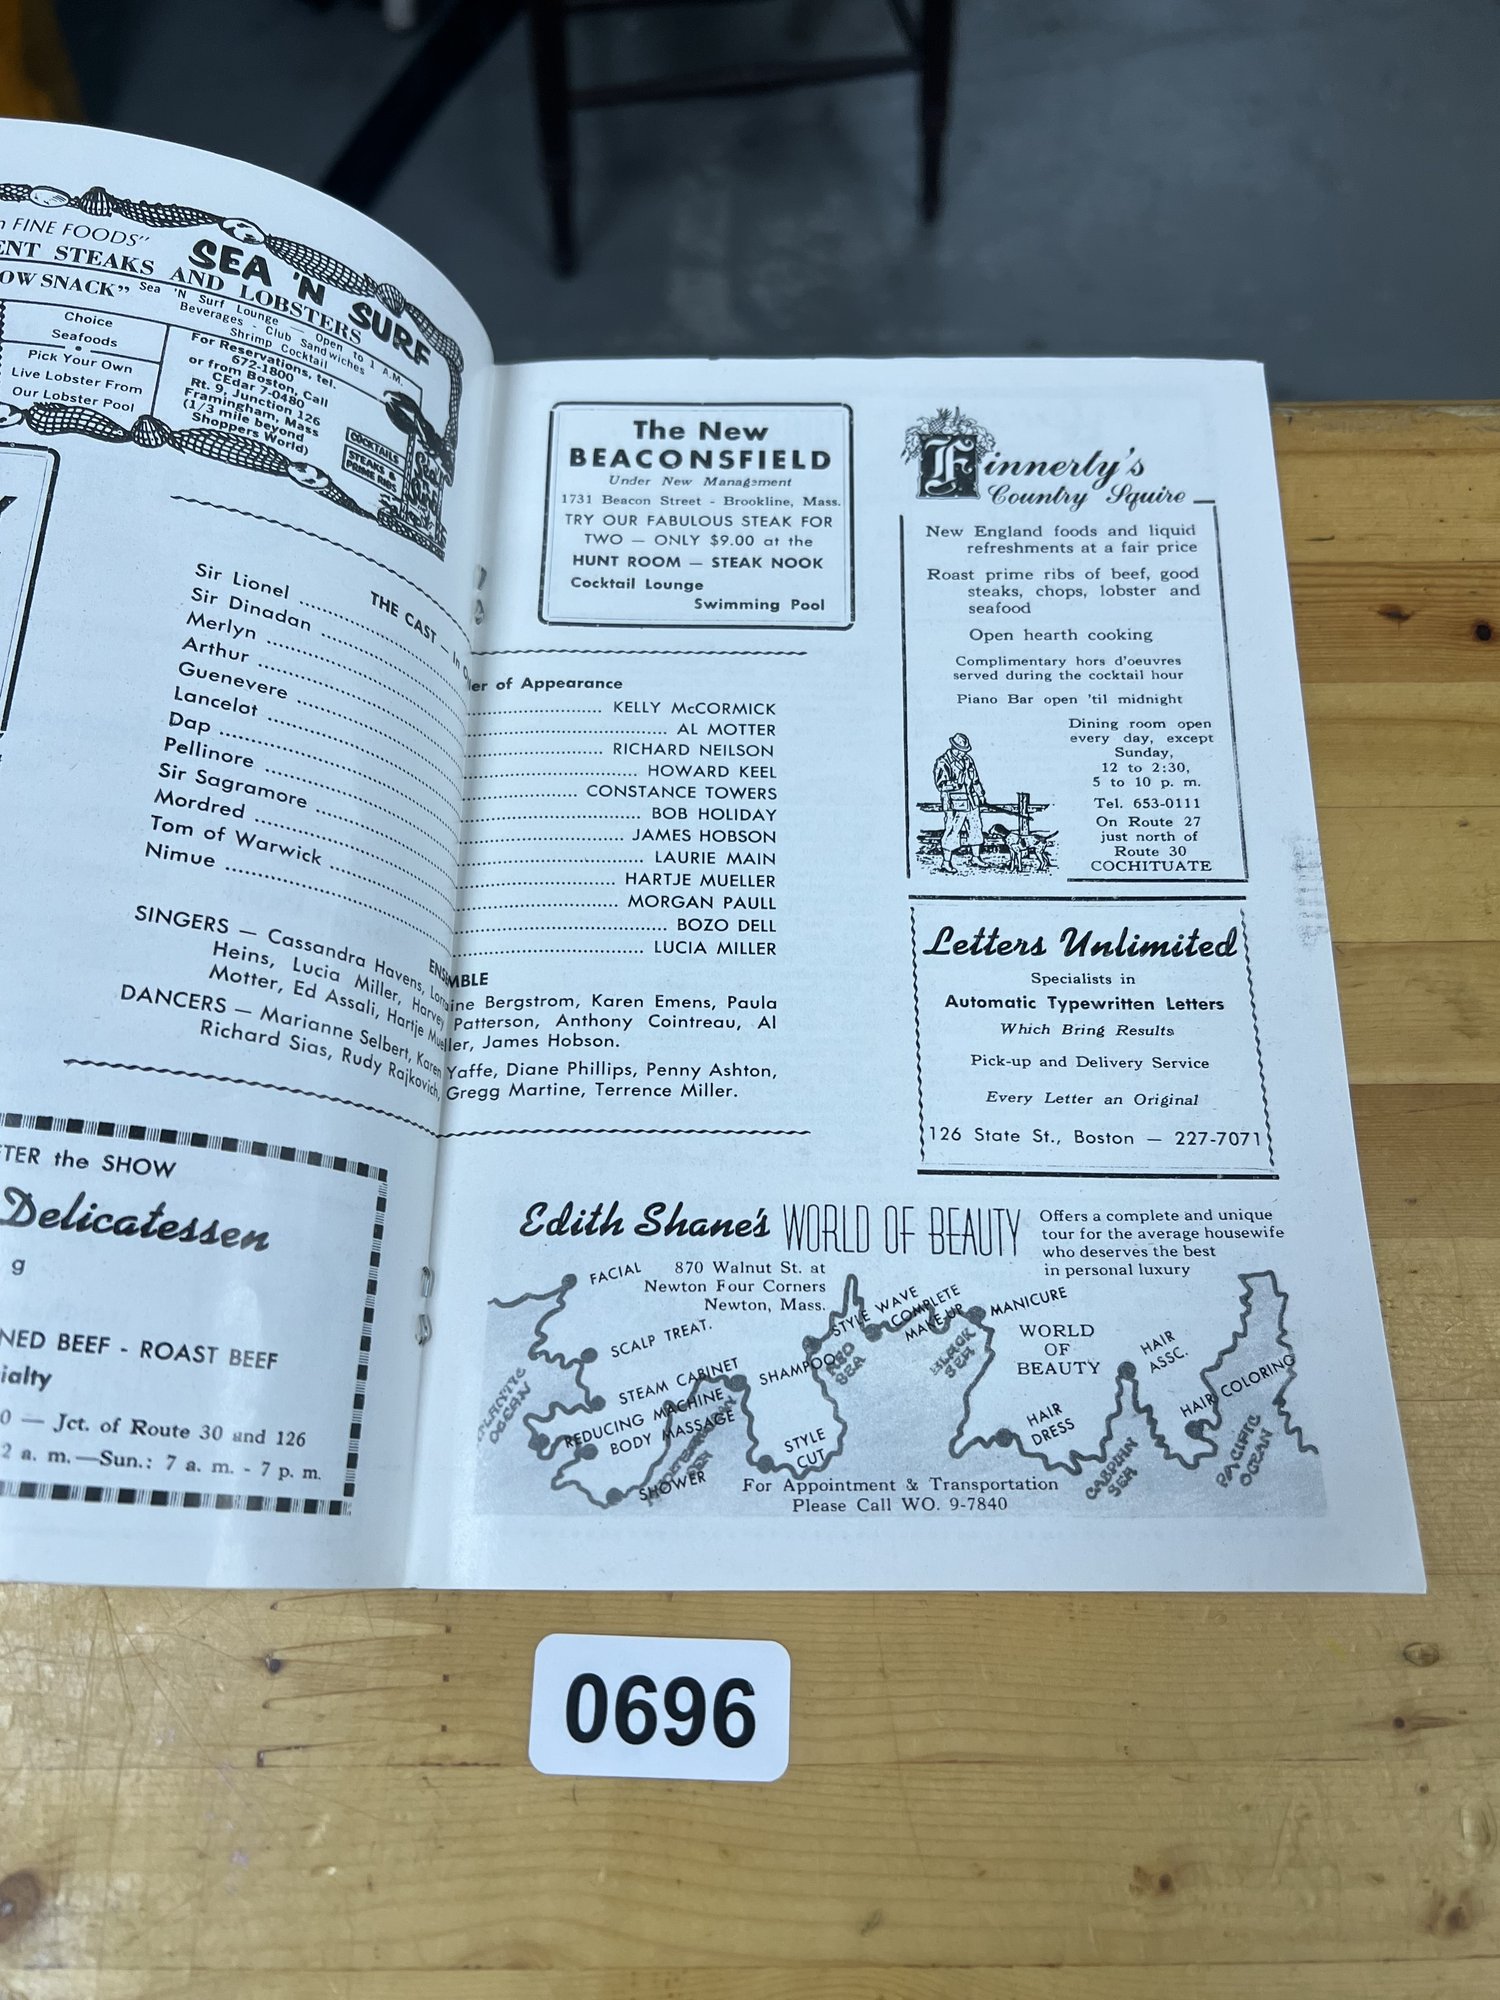 FINE FOODS"
SEA 'N SURF
STEAKS AND LOBSTERS
SNACK"
Sea 'N Surf Lounge — Open to 1 A.M.
Beverages - Club Sandwiches
Shrimp Cocktail
Choice
Seafoods
Pick Your Own
Live Lobster From
Our Lobster Pool
For Reservations, tel.
672-1800
or from Boston, Call
CEdar 7-0480
Rt. 9, Junction 126
Framingham, Mass
(1/3 mile beyond
Shoppers World)
COCKTAILS
STEAKS &
PRIME RIBS
The New
BEACONSFIELD
Under New Management
1731 Beacon Street - Brookline, Mass.
TRY OUR FABULOUS STEAK FOR
TWO — ONLY $9.00 at the
HUNT ROOM — STEAK NOOK
Cocktail Lounge
Swimming Pool
THE CAST — In Order of Appearance
Sir Lionel ........ KELLY McCORMICK
Sir Dinadan ........ AL MOTTER
Merlyn ........ RICHARD NEILSON
Arthur ........ HOWARD KEEL
Guenevere ........ CONSTANCE TOWERS
Lancelot ........ BOB HOLIDAY
Dap ........ JAMES HOBSON
Pellinore ........ LAURIE MAIN
Sir Sagramore ........ HARTJE MUELLER
Mordred ........ MORGAN PAULL
Tom of Warwick ........ BOZO DELL
Nimue ........ LUCIA MILLER
ENSEMBLE
SINGERS — Cassandra Havens, Lorraine Bergstrom, Karen Emens, Paula
Heins, Lucia Miller, Harvey Patterson, Anthony Cointreau, Al
Motter, Ed Assali, Hartje Mueller, James Hobson.
DANCERS — Marianne Selbert, Karen Yaffe, Diane Phillips, Penny Ashton,
Richard Sias, Rudy Rajkovich, Gregg Martine, Terrence Miller.
the SHOW
Delicatessen
BEEF - ROAST BEEF
— Jct. of Route 30 and 126
a. m.—Sun.: 7 a. m. - 7 p. m.
Finnerty's
Country Squire
New England foods and liquid
refreshments at a fair price
Roast prime ribs of beef, good
steaks, chops, lobster and
seafood
Open hearth cooking
Complimentary hors d'oeuvres
served during the cocktail hour
Piano Bar open 'til midnight
Dining room open
every day, except
Sunday,
12 to 2:30,
5 to 10 p. m.
Tel. 653-0111
On Route 27
just north of
Route 30
COCHITUATE
Letters Unlimited
Specialists in
Automatic Typewritten Letters
Which Bring Results
Pick-up and Delivery Service
Every Letter an Original
126 State St., Boston — 227-7071
Edith Shane's WORLD OF BEAUTY
Offers a complete and unique
tour for the average housewife
who deserves the best
in personal luxury
870 Walnut St. at
Newton Four Corners
Newton, Mass.
FACIAL
SCALP TREAT.
STEAM CABINET
REDUCING MACHINE
BODY MASSAGE
SHOWER
SHAMPOO
STYLE CUT
STYLE WAVE
COMPLETE
MAKE-UP
MANICURE
WORLD
OF
BEAUTY
HAIR
DRESS
HAIR
ASSC.
HAIR COLORING
ATLANTIC
OCEAN
RED
SEA
BLACK
SEA
CASPIAN
SEA
PACIFIC
OCEAN
For Appointment & Transportation
Please Call WO. 9-7840
0696